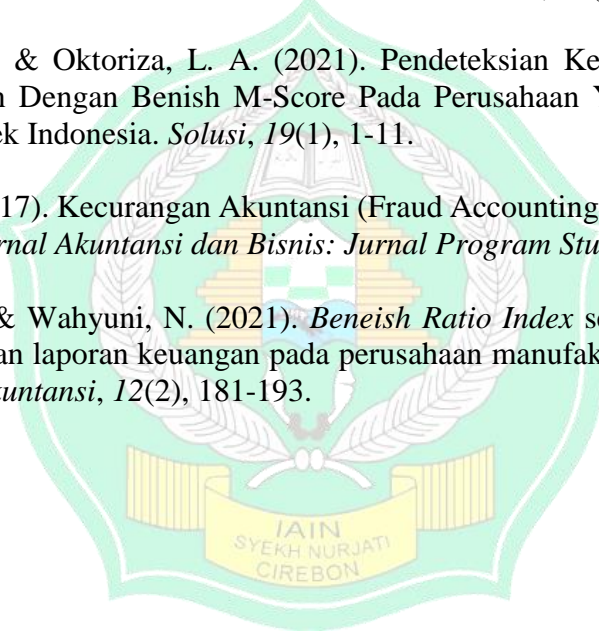 & Oktoriza, L. A. (2021). Pendeteksian Ke
Dengan Benish M-Score Pada Perusahaan
ek Indonesia. Solusi, 19(1), 1-11.
17). Kecurangan Akuntansi (Fraud Accounting
rnal Akuntansi dan Bisnis: Jurnal Program Stu
& Wahyuni, N. (2021). Beneish Ratio Index se
an laporan keuangan pada perusahaan manufak
kuntansi, 12(2), 181-193.
IAIN
SYEKH NURJATI
CIREBON